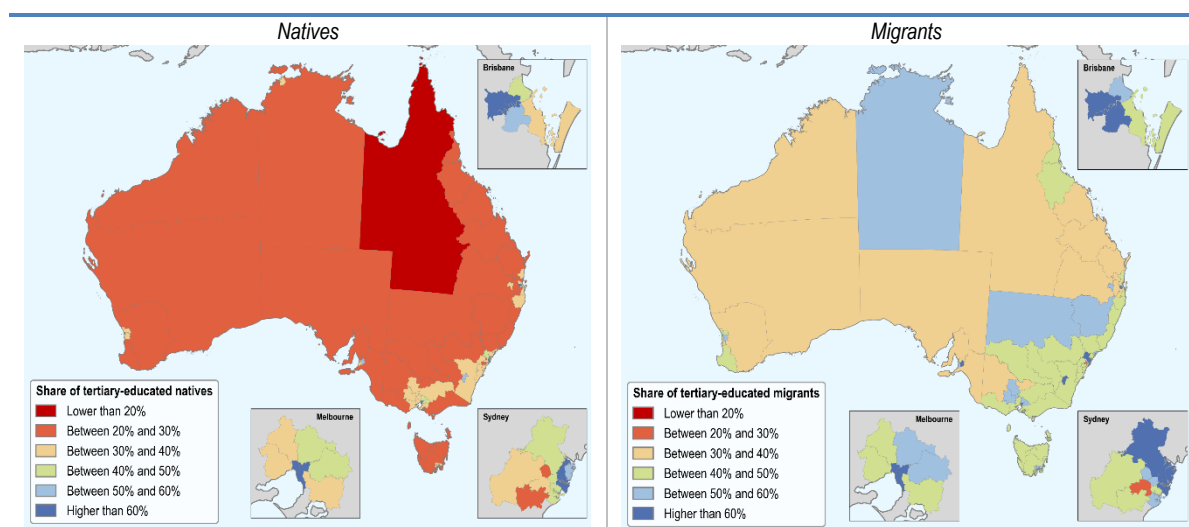 Natives
Brisbane
Share of tertiary-educated natives
Lower than 20%
Between 20% and 30%
Between 30% and 40%
Between 40% and 50%
Between 50% and 60%
Higher than 60%
Melbourne
Sydney
Migrants
Brisbane
Share of tertiary-educated migrants
Lower than 20%
Between 20% and 30%
Between 30% and 40%
Between 40% and 50%
Between 50% and 60%
Higher than 60%
Melbourne
Sydney